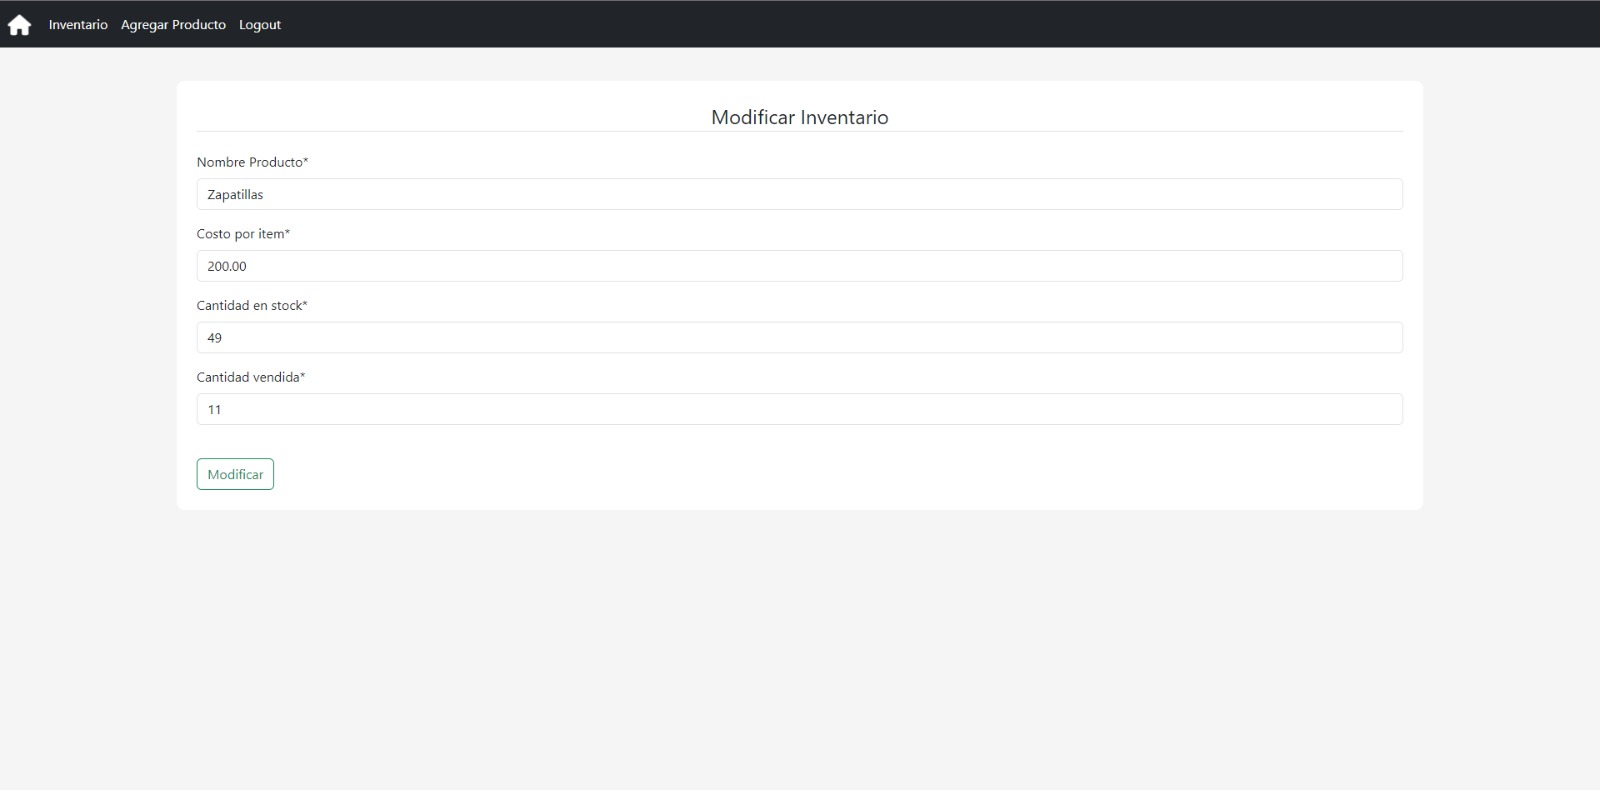 Inventario Agregar Producto Logout
Modificar Inventario
Nombre Producto*
Zapatillas
Costo por item*
200.00
Cantidad en stock*
49
Cantidad vendida*
11
Modificar